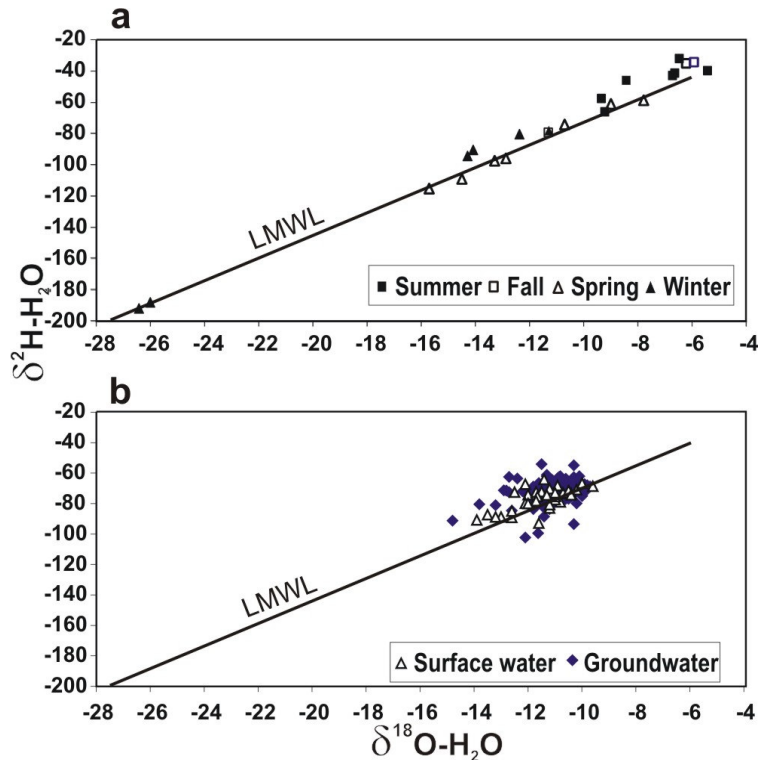 a
-20
-40
-60
-80
-100
-120
-140
-160
-180
-200
LMWL
■ Summer □ Fall △ Spring ▲ Winter
-28 -26 -24 -22 -20 -18 -16 -14 -12 -10 -8 -6 -4
δ²H-H₂O
b
-20
-40
-60
-80
-100
-120
-140
-160
-180
-200
LMWL
△ Surface water ◆ Groundwater
-28 -26 -24 -22 -20 -18 -16 -14 -12 -10 -8 -6 -4
δ¹⁸O-H₂O